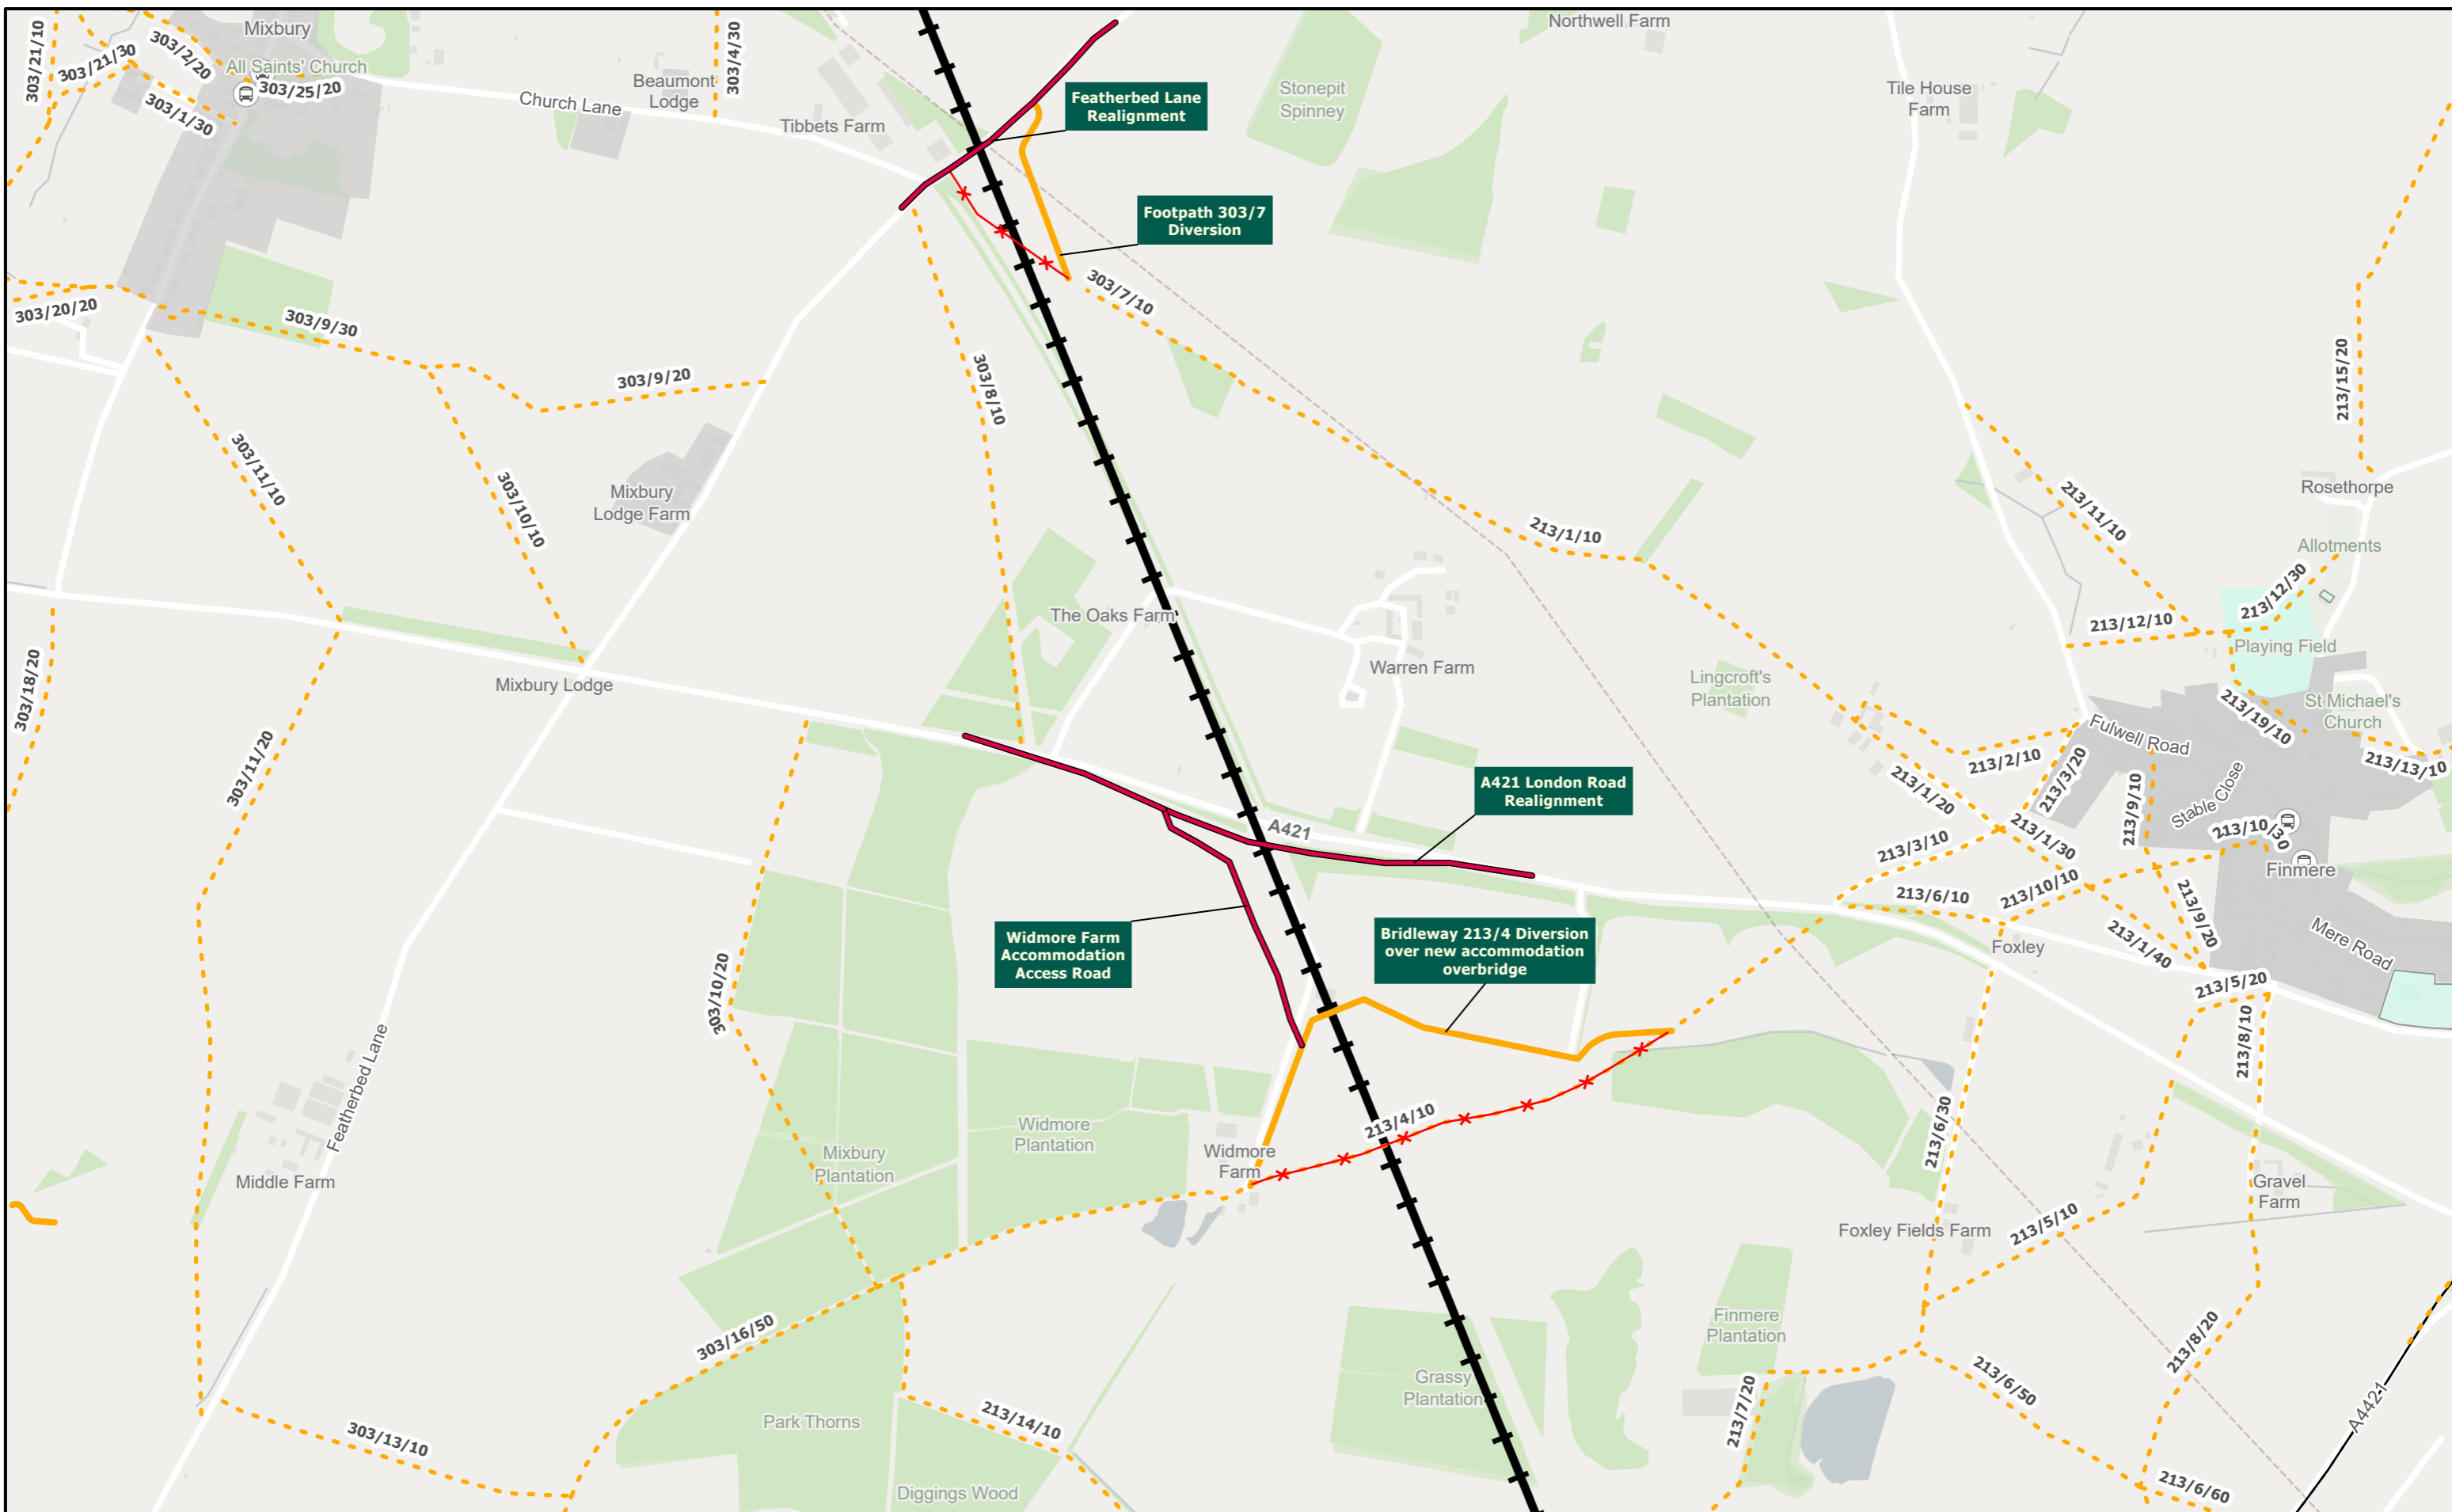 Mixbury
Northwell Farm
303/21/10
303/2/20
303/21/30
All Saints' Church
303/25/20
303/1/30
Church Lane
Beaumont
Lodge
303/4/30
Tibbets Farm
Featherbed Lane
Realignment
Stonepit
Spinney
Tile House
Farm
Footpath 303/7
Diversion
303/7/10
303/20/20
303/9/30
303/9/20
303/8/10
213/15/20
303/11/10
303/10/10
Mixbury
Lodge Farm
213/1/10
Rosethorpe
213/11/10
Allotments
213/12/30
213/12/10
Playing Field
The Oaks Farm
Warren Farm
Lingcroft's
Plantation
St Michael's
Church
303/18/20
Mixbury Lodge
303/11/20
Fulwell Road
213/19/10
213/2/10
213/3/20
213/13/10
213/1/20
213/9/10
Stable Close
A421 London Road
Realignment
A421
213/3/10
213/1/30
213/10/30
Finmere
213/6/10
213/10/10
213/9/20
Widmore Farm
Accommodation
Access Road
Bridleway 213/4 Diversion
over new accommodation
overbridge
Foxley
213/1/40
Mere Road
303/10/20
213/5/20
213/8/10
Featherbed Lane
213/4/10
213/6/30
Widmore
Plantation
Mixbury
Plantation
Widmore
Farm
Middle Farm
Gravel
Farm
Foxley Fields Farm
213/5/10
Finmere
Plantation
303/16/50
213/8/20
Grassy
Plantation
213/6/50
Park Thorns
213/14/10
213/7/20
A4421
303/13/10
Diggings Wood
213/6/60